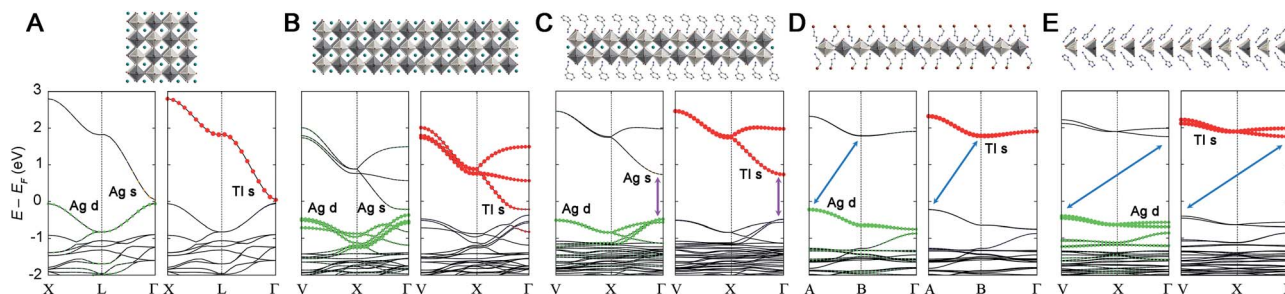 A
B
C
D
E
E − E_F (eV)
3
2
1
0
-1
-2
Ag d
Ag s
Tl s
X
L
Γ
X
L
Γ
Ag d
Ag s
Tl s
V
X
Γ
V
X
Γ
Ag s
Ag d
Tl s
V
X
Γ
V
X
Γ
Ag d
Tl s
A
B
Γ
A
B
Γ
Ag d
Tl s
V
X
Γ
V
X
Γ